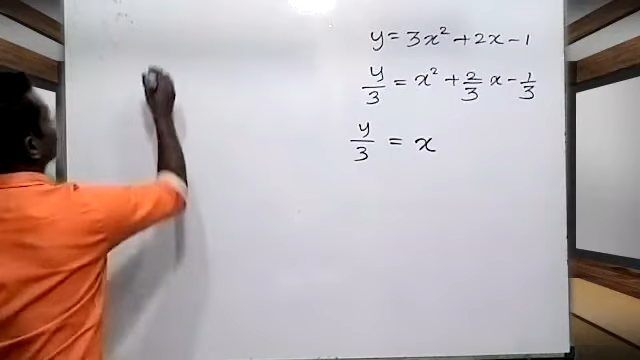 y = 3x² + 2x - 1
y/3 = x² + 2/3 x - 1/3
y/3 = x